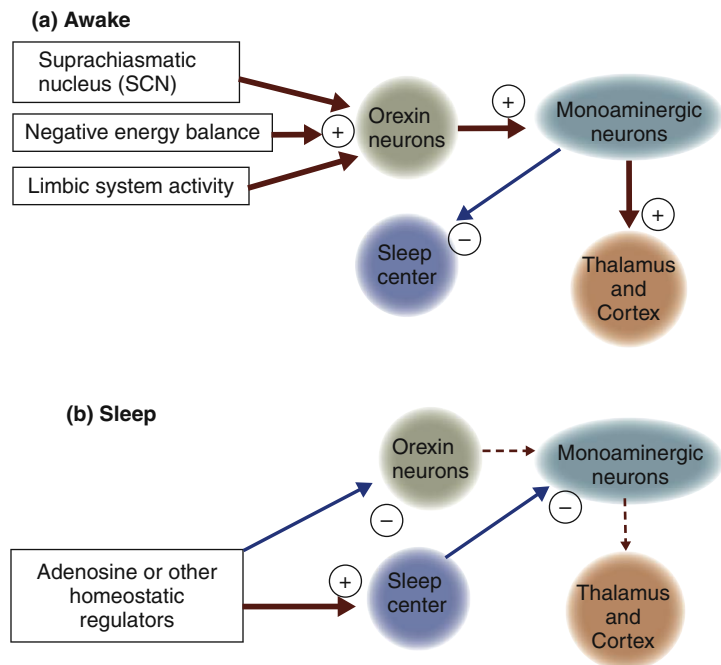 (a) Awake
Suprachiasmatic
nucleus (SCN)
Negative energy balance
Limbic system activity
+
Orexin
neurons
+
Monoaminergic
neurons
−
Sleep
center
+
Thalamus
and
Cortex
(b) Sleep
Orexin
neurons
Monoaminergic
neurons
−
−
Adenosine or other
homeostatic
regulators
+
Sleep
center
Thalamus
and
Cortex